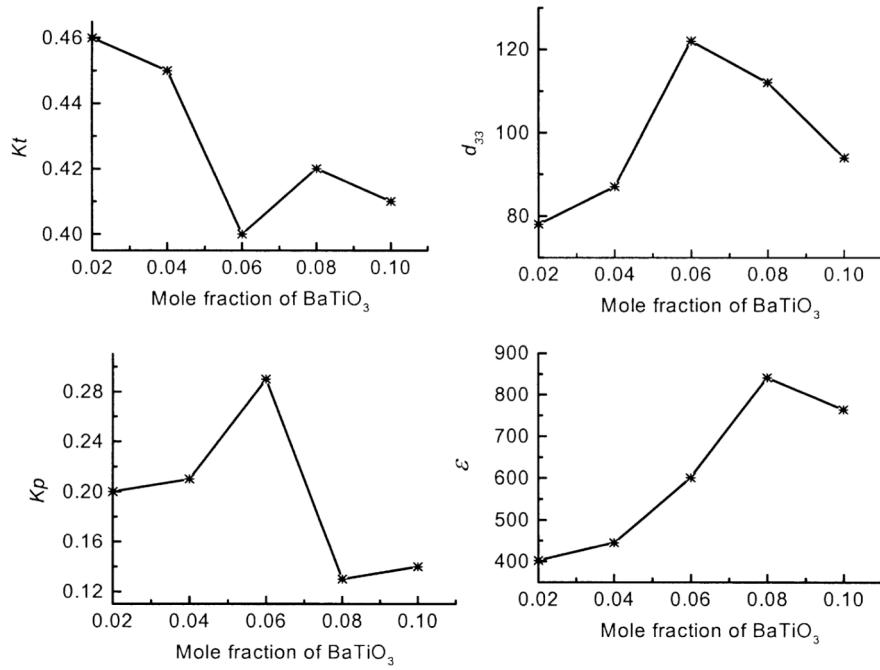 Kt
0.46
0.44
0.42
0.40
0.02 0.04 0.06 0.08 0.10
Mole fraction of BaTiO₃
d₃₃
120
100
80
0.02 0.04 0.06 0.08 0.10
Mole fraction of BaTiO₃
Kp
0.28
0.24
0.20
0.16
0.12
0.02 0.04 0.06 0.08 0.10
Mole fraction of BaTiO₃
ε
900
850
750
600
500
400
0.02 0.04 0.06 0.08 0.10
Mole fraction of BaTiO₃